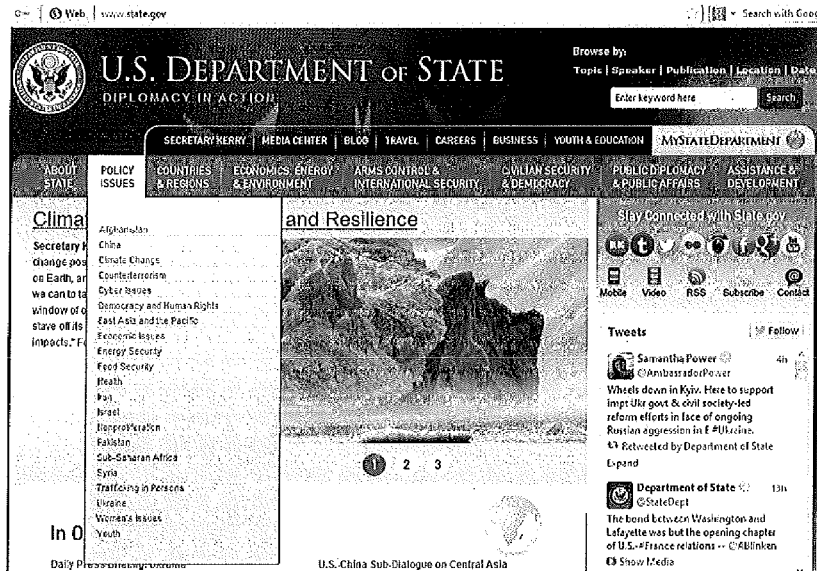 Web www.state.gov
Search with Goo
U.S. DEPARTMENT OF STATE
DIPLOMACY IN ACTION
Browse by:
Topic | Speaker | Publication | Location | Date
Enter keyword here Search
SECRETARY KERRY MEDIA CENTER BLOG TRAVEL CAREERS BUSINESS YOUTH & EDUCATION MYSTATEDEPARTMENT
ABOUT STATE
POLICY ISSUES
COUNTRIES & REGIONS
ECONOMICS, ENERGY & ENVIRONMENT
ARMS CONTROL & INTERNATIONAL SECURITY
CIVILIAN SECURITY & DEMOCRACY
PUBLIC DIPLOMACY & PUBLIC AFFAIRS
ASSISTANCE & DEVELOPMENT
Clima
and Resilience
Secretary K
change pos
on Earth, an
we can to ta
window of o
stave off its
impacts." F
Afghanistan
China
Climate Change
Counterterrorism
Cyber Issues
Democracy and Human Rights
East Asia and the Pacific
Economic Issues
Energy Security
Food Security
Health
Iran
Israel
Nonproliferation
Pakistan
Sub-Saharan Africa
Syria
Trafficking in Persons
Ukraine
Women's Issues
Youth
1 2 3
In O
Daily Press Briefing: Ukraine
U.S.-China Sub-Dialogue on Central Asia
Stay Connected with State.gov
Mobile Video RSS Subscribe Contact
Tweets Follow
Samantha Power 4h
@AmbassadorPower
Wheels down in Kyiv. Here to support
impt Ukr govt & civil society-led
reform efforts in face of ongoing
Russian aggression in E #Ukraine.
Retweeted by Department of State
Expand
Department of State 13h
@StateDept
The bond between Washington and
Lafayette was but the opening chapter
of U.S.-#France relations -- @ABlinken
Show Media